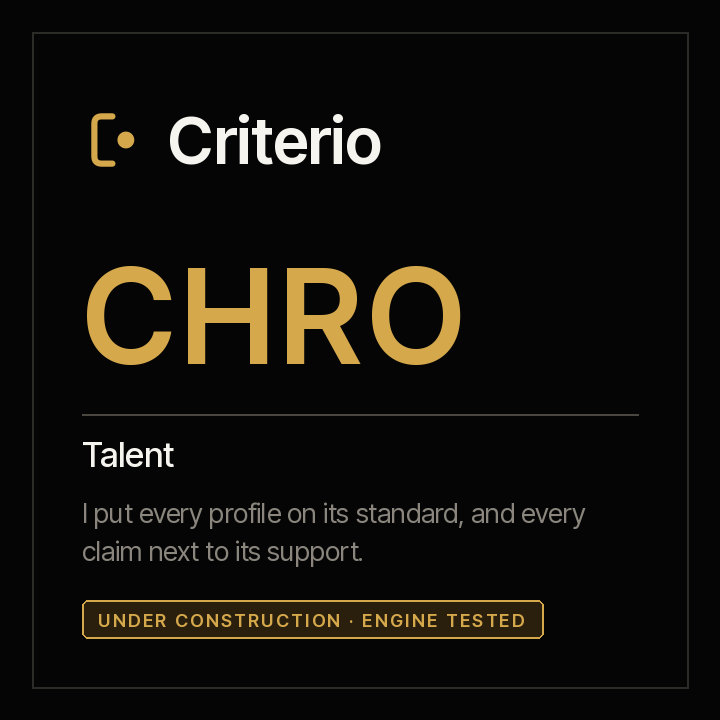 Criterio
CHRO
Talent
I put every profile on its standard, and every
claim next to its support.
UNDER CONSTRUCTION · ENGINE TESTED